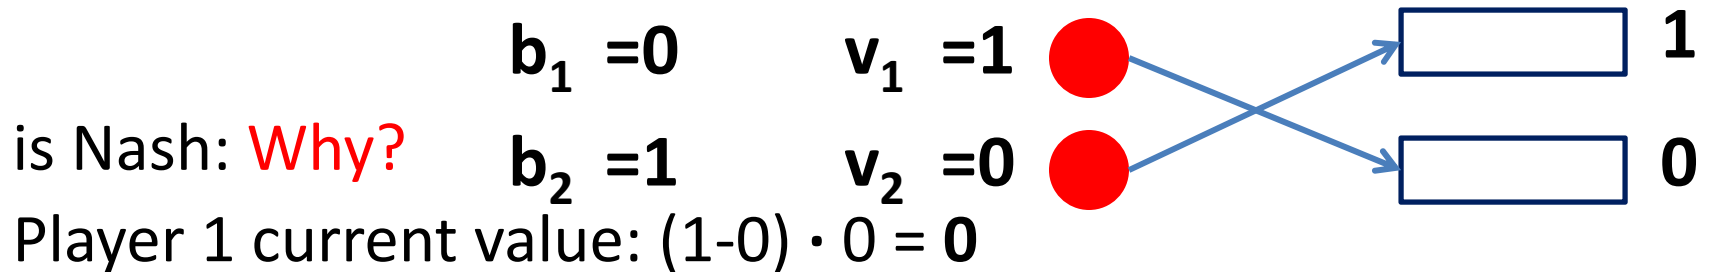 b₁ =0 v₁ =1 1
is Nash: Why? b₂ =1 v₂ =0 0
Player 1 current value: (1-0) · 0 = 0